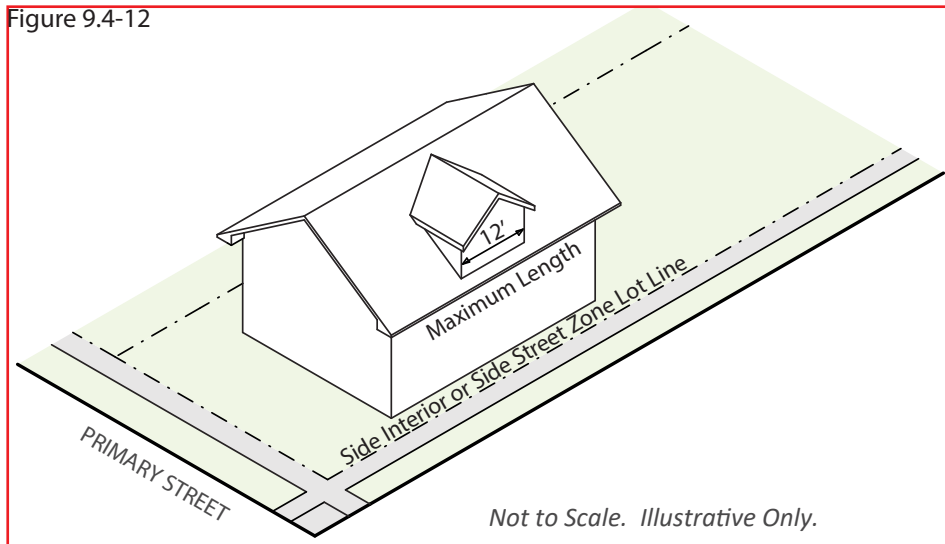 Figure 9.4-12
12'
Maximum Length
Side Interior or Side Street Zone Lot Line
PRIMARY STREET
Not to Scale. Illustrative Only.